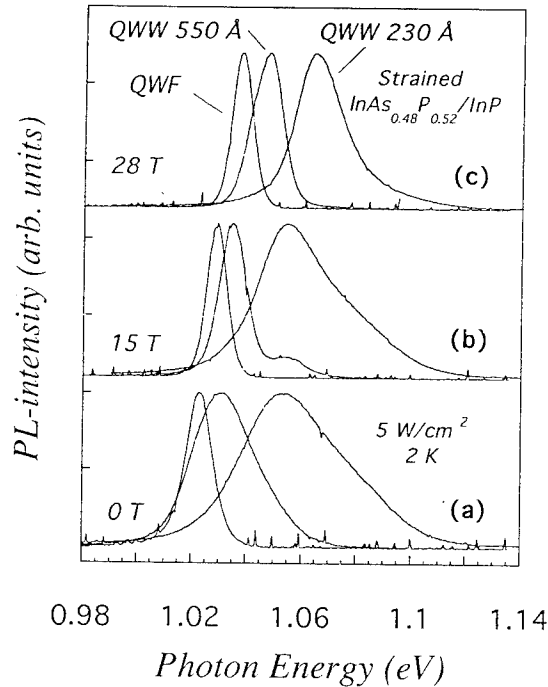 QWW 550 Å
QWW 230 Å
QWF
Strained
InAs0.48P0.52/InP
28 T
(c)
15 T
(b)
5 W/cm2
2 K
0 T
(a)
PL-intensity (arb. units)
0.98 1.02 1.06 1.1 1.14
Photon Energy (eV)